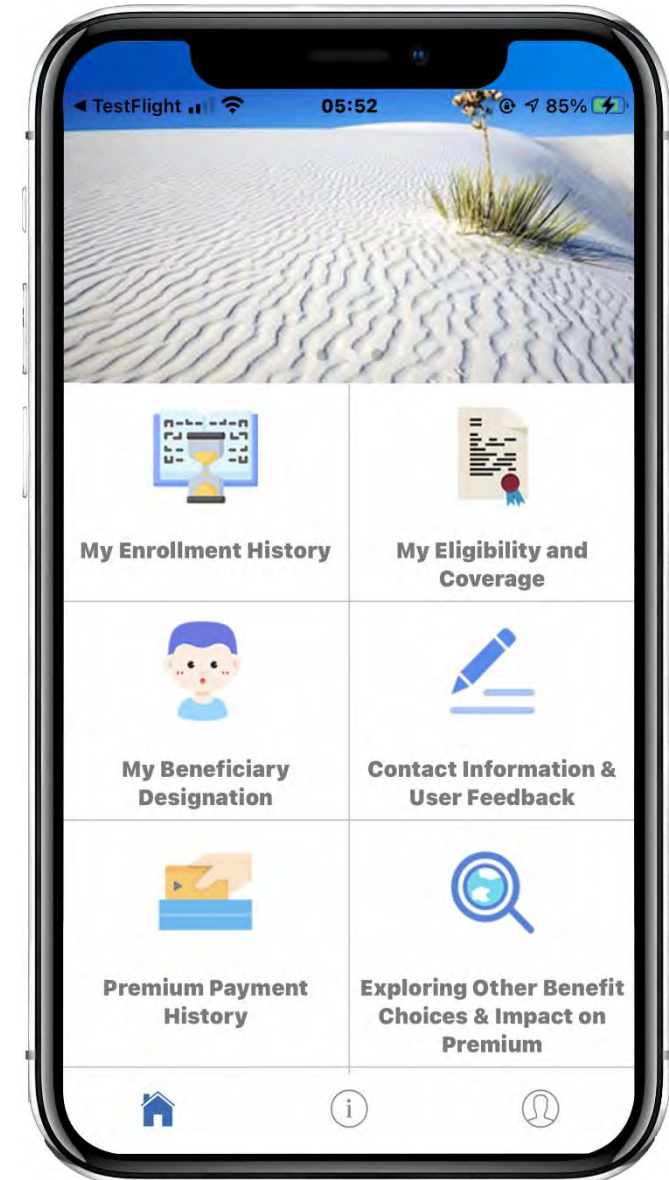 ◀ TestFlight 05:52 85%
My Enrollment History
My Eligibility and
Coverage
My Beneficiary
Designation
Contact Information &
User Feedback
Premium Payment
History
Exploring Other Benefit
Choices & Impact on
Premium
i